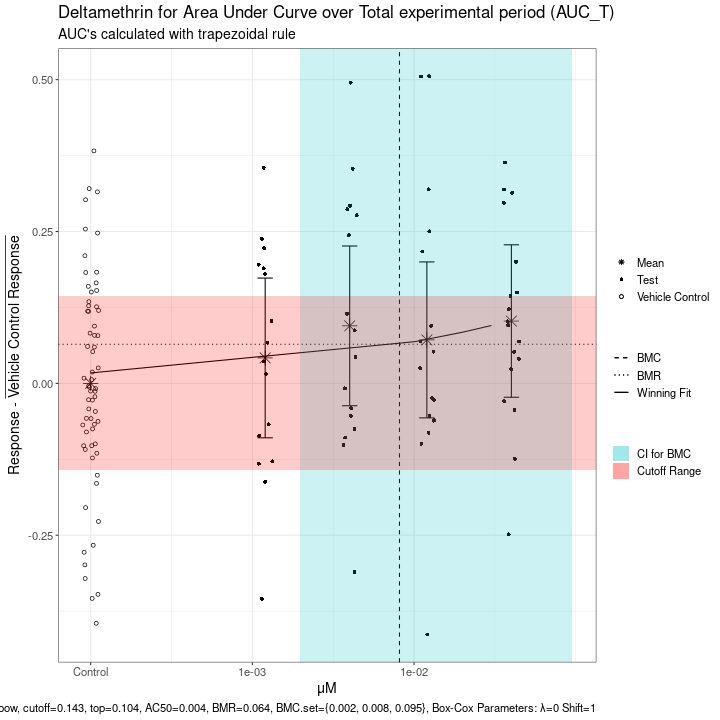 Deltamethrin for Area Under Curve over Total experimental period (AUC_T)
AUC's calculated with trapezoidal rule
0.50
0.25
0.00
-0.25
Response - Vehicle Control Response
Control
1e-03
1e-02
μM
Mean
Test
Vehicle Control
BMC
BMR
Winning Fit
CI for BMC
Cutoff Range
cutoff=0.143, top=0.104, AC50=0.004, BMR=0.064, BMC.set={0.002, 0.008, 0.095}, Box-Cox Parameters: λ=0 Shift=1